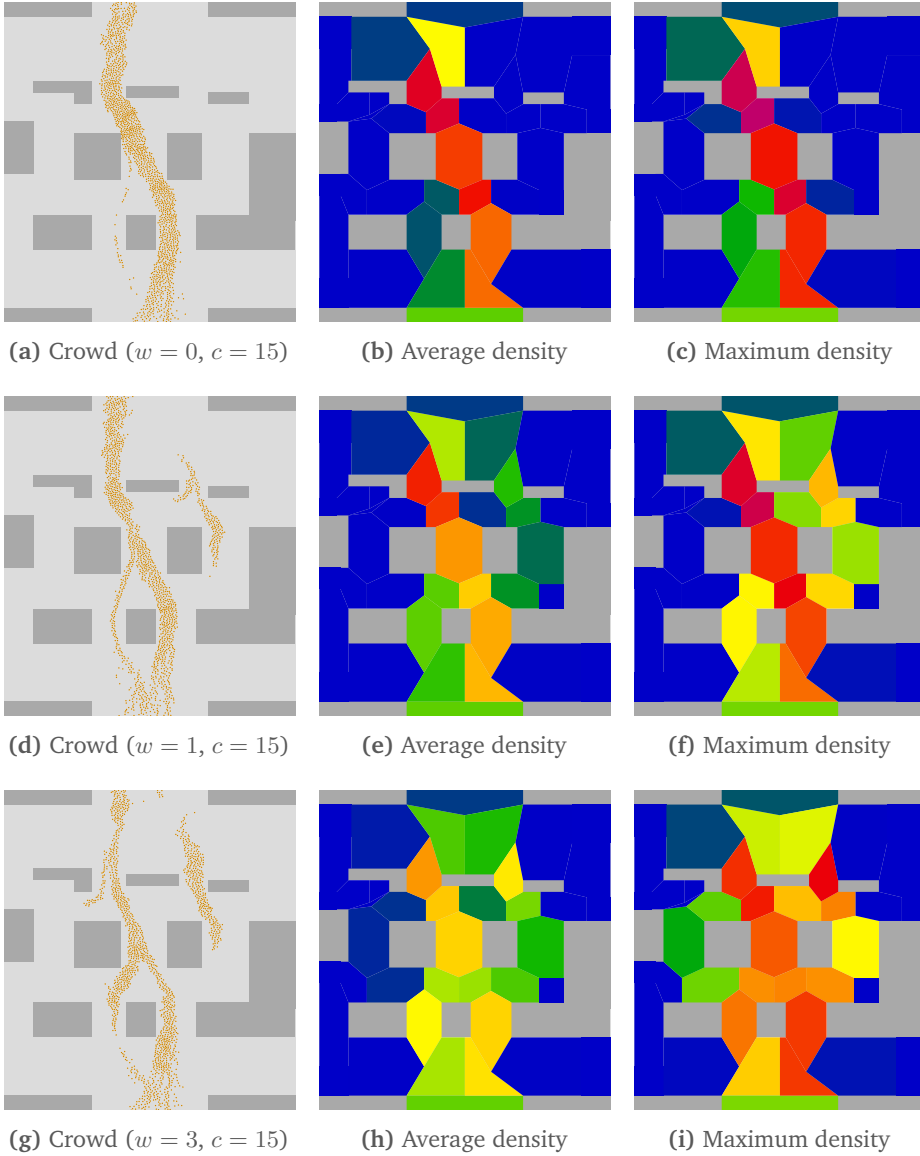 (a) Crowd (w = 0, c = 15)
(b) Average density
(c) Maximum density
(d) Crowd (w = 1, c = 15)
(e) Average density
(f) Maximum density
(g) Crowd (w = 3, c = 15)
(h) Average density
(i) Maximum density